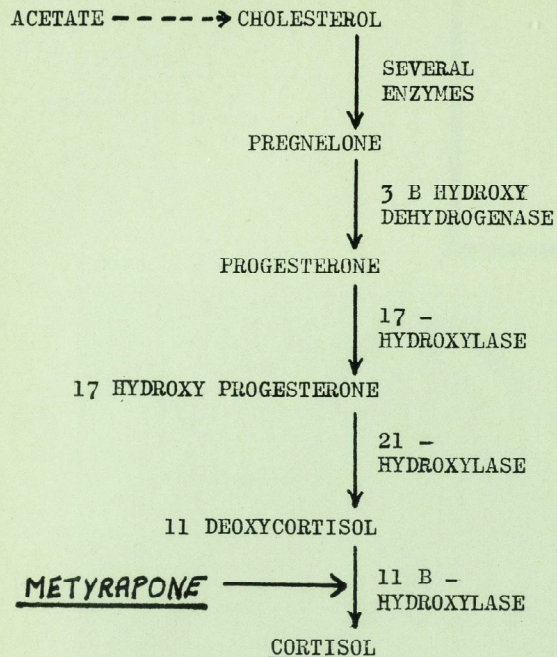 ACETATE CHOLESTEROL
SEVERAL
ENZYMES
PREGNELONE
3 B HYDROXY
DEHYDROGENASE
PROGESTERONE
17 -
HYDROXYLASE
17 HYDROXY PROGESTERONE
21 -
HYDROXYLASE
11 DEOXYCORTISOL
METYRAPONE 11 B -
HYDROXYLASE
CORTISOL